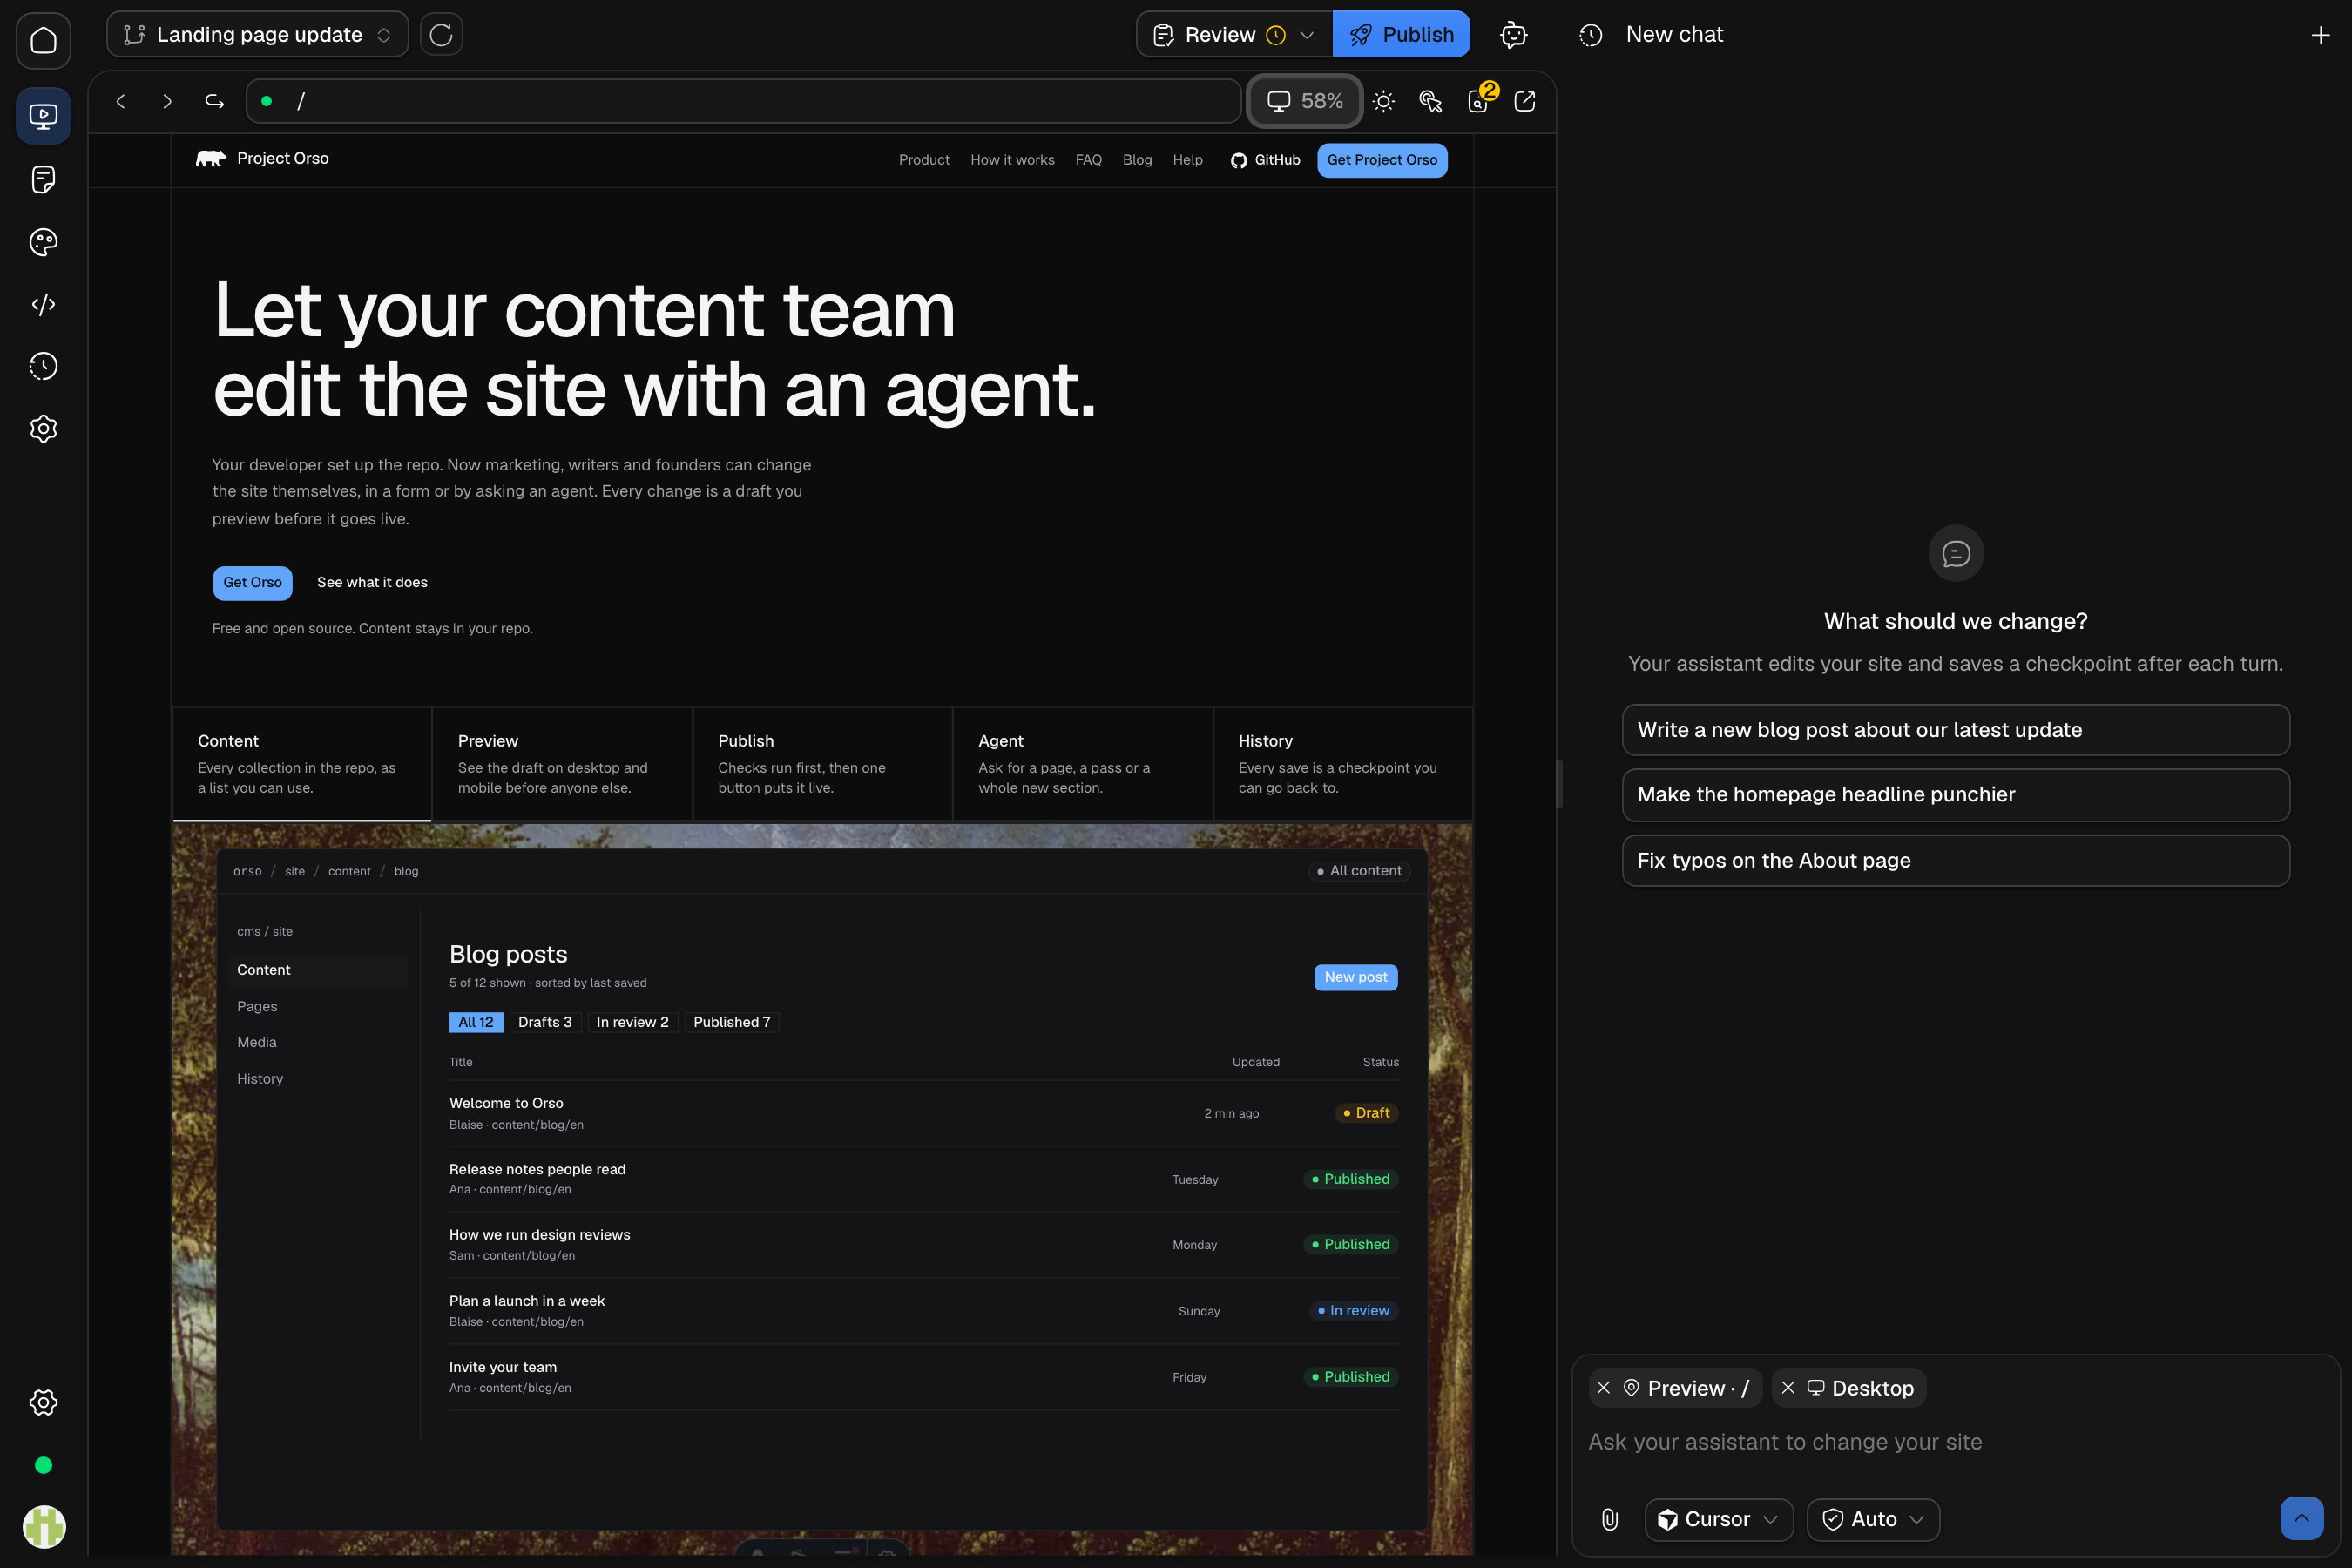 Landing page update
Review
Publish
New chat
/
58%
2
Project Orso
Product
How it works
FAQ
Blog
Help
GitHub
Get Project Orso
Let your content team
edit the site with an agent.
Your developer set up the repo. Now marketing, writers and founders can change
the site themselves, in a form or by asking an agent. Every change is a draft you
preview before it goes live.
Get Orso
See what it does
Free and open source. Content stays in your repo.
Content
Every collection in the repo, as
a list you can use.
Preview
See the draft on desktop and
mobile before anyone else.
Publish
Checks run first, then one
button puts it live.
Agent
Ask for a page, a pass or a
whole new section.
History
Every save is a checkpoint you
can go back to.
orso / site / content / blog
All content
cms / site
Content
Pages
Media
History
Blog posts
5 of 12 shown · sorted by last saved
New post
All 12
Drafts 3
In review 2
Published 7
Title
Updated
Status
Welcome to Orso
Blaise · content/blog/en
2 min ago
Draft
Release notes people read
Ana · content/blog/en
Tuesday
Published
How we run design reviews
Sam · content/blog/en
Monday
Published
Plan a launch in a week
Blaise · content/blog/en
Sunday
In review
Invite your team
Ana · content/blog/en
Friday
Published
What should we change?
Your assistant edits your site and saves a checkpoint after each turn.
Write a new blog post about our latest update
Make the homepage headline punchier
Fix typos on the About page
Preview · /
Desktop
Ask your assistant to change your site
Cursor
Auto